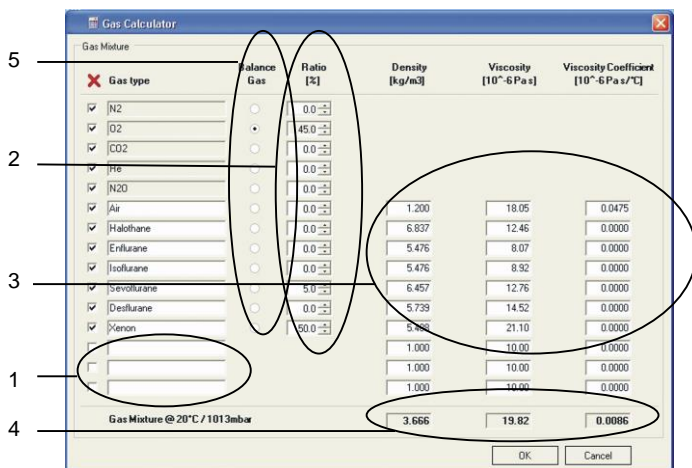 Gas Calculator
Gas Mixture
5
Balance Ratio Density Viscosity Viscosity Coefficient
Gas type Gas [%] [kg/m3] [10^-6 Pa s] [10^-6 Pa s/°C]
N2 0.0
O2 45.0
2 CO2 0.0
He 0.0
N2O 0.0
Air 0.0 1.200 18.05 0.0475
Halothane 0.0 6.837 12.46 0.0000
Enflurane 0.0 5.476 8.07 0.0000
Isoflurane 0.0 5.476 8.92 0.0000
3 Sevoflurane 5.0 6.457 12.76 0.0000
Desflurane 0.0 5.739 14.52 0.0000
Xenon 50.0 21.10 0.0000
1.000 10.00 0.0000
1 1.000 10.00 0.0000
1.000 10.00 0.0000
4 Gas Mixture @ 20°C / 1013mbar 3.666 19.82 0.0086
OK Cancel